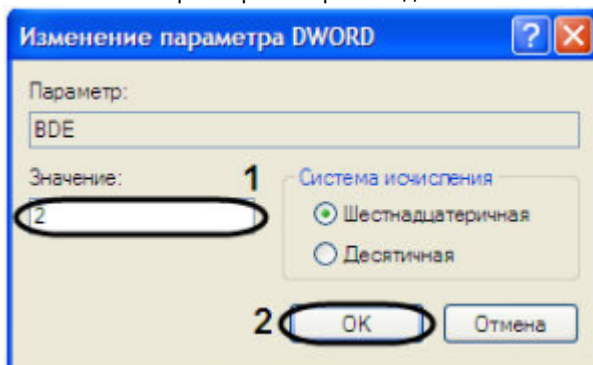 Изменение параметра DWORD
Параметр:
BDE
Значение:
1
Система исчисления
2
Шестнадцатеричная
Десятичная
2
OK
Отмена